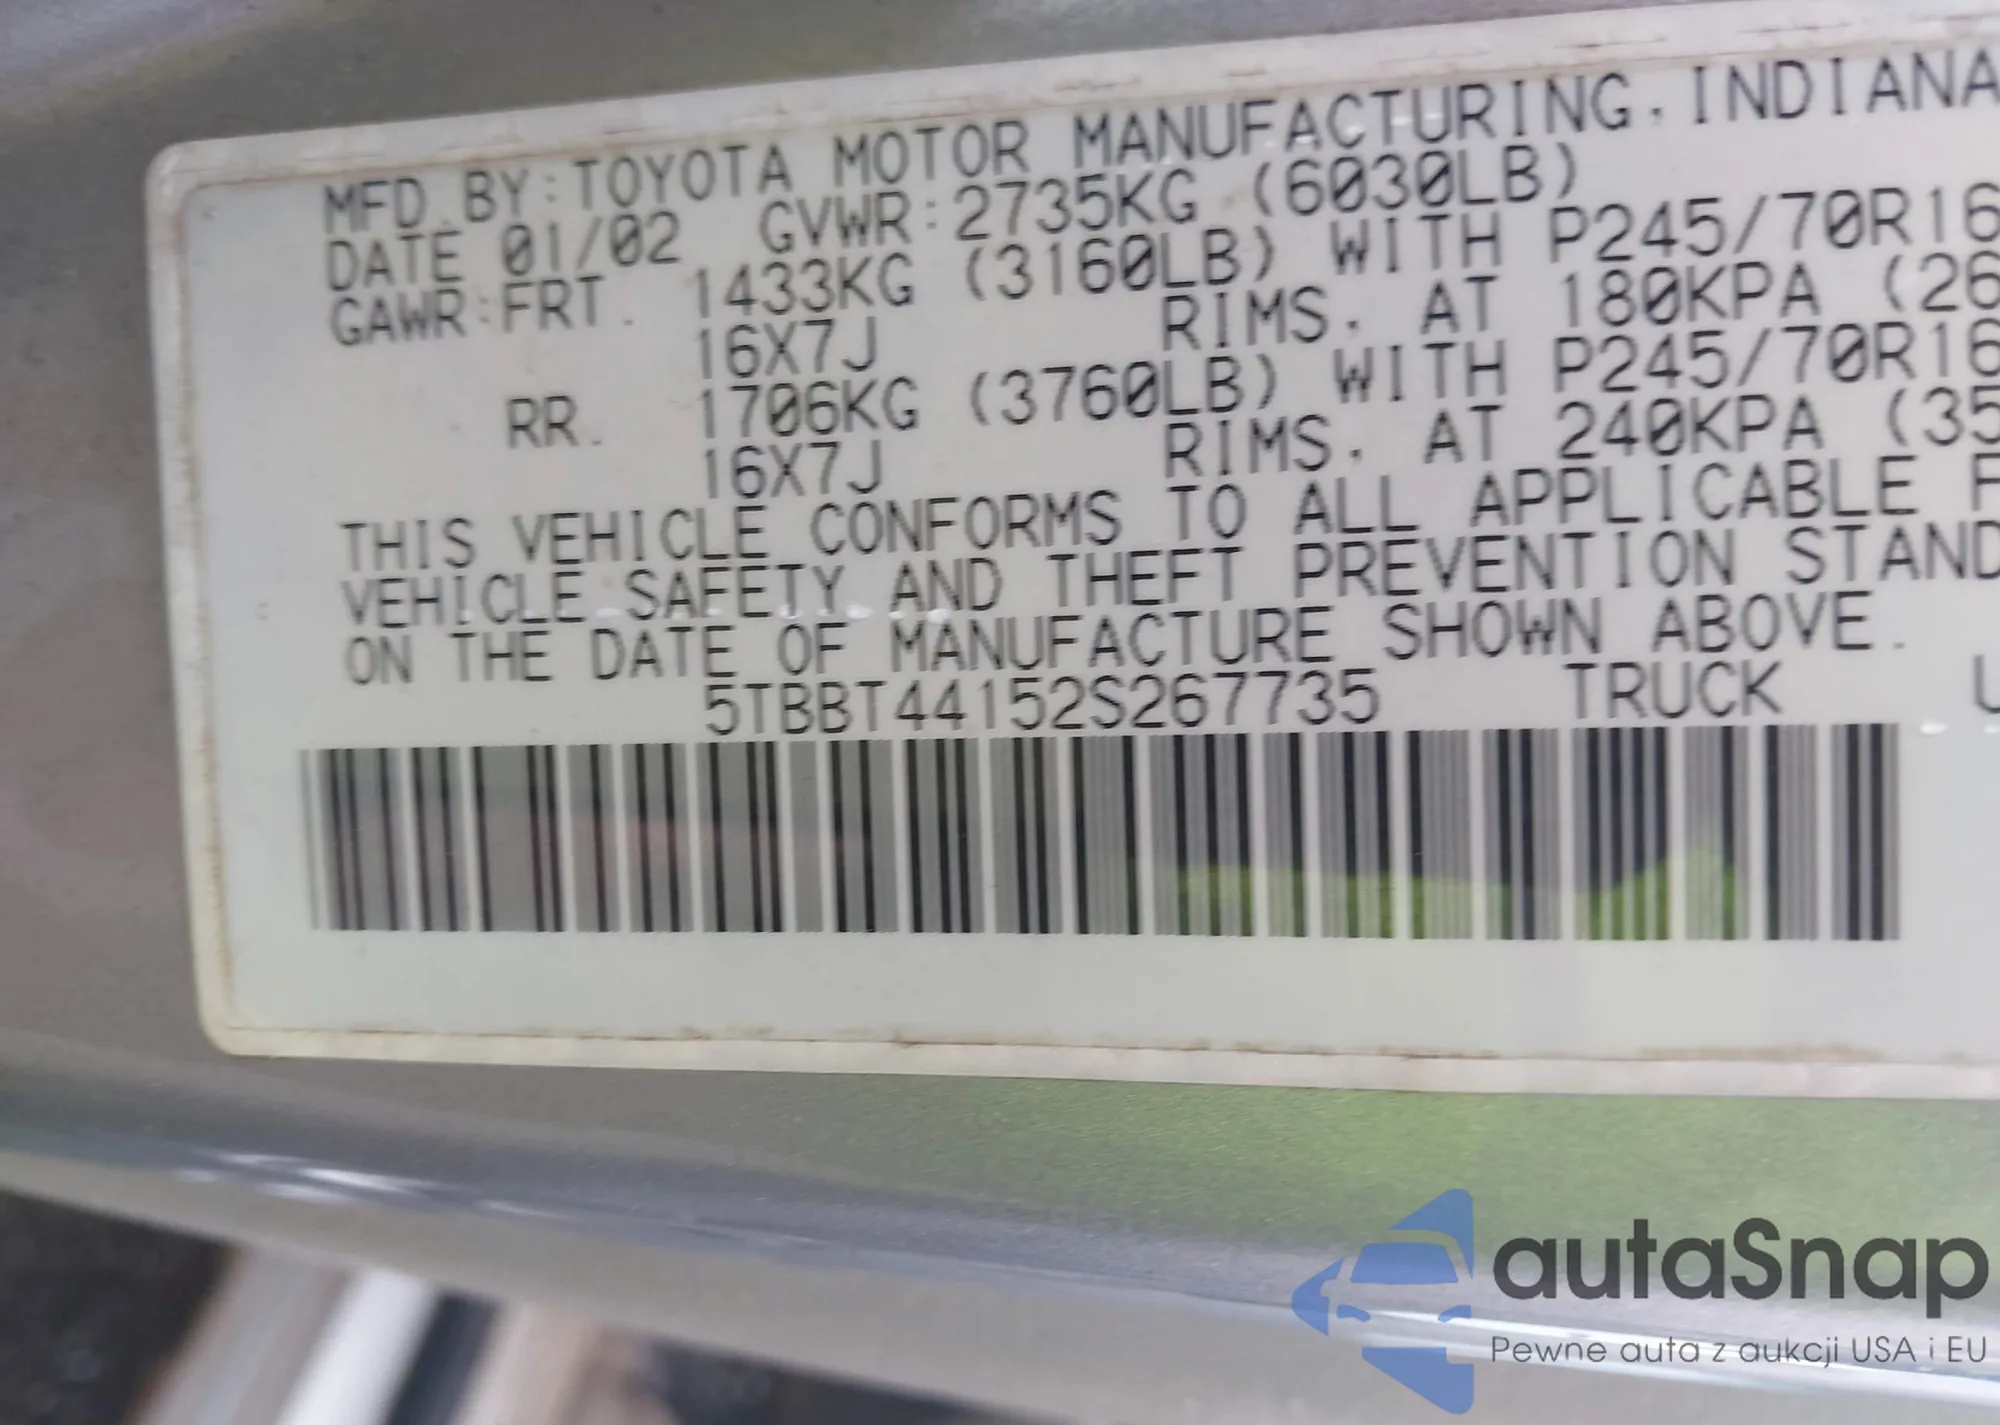 MFD. BY: TOYOTA MOTOR MANUFACTURING, INDIANA
DATE 01/02 GVWR: 2735KG (6030LB)
GAWR: FRT. 1433KG (3160LB) WITH P245/70R16
16X7J RIMS, AT 180KPA (26
RR. 1706KG (3760LB) WITH P245/70R16
16X7J RIMS, AT 240KPA (35
THIS VEHICLE CONFORMS TO ALL APPLICABLE F
VEHICLE SAFETY AND THEFT PREVENTION STAND
ON THE DATE OF MANUFACTURE SHOWN ABOVE.
5TBBT44152S267735 TRUCK U
autaSnap
Pewne auta z aukcji USA i EU